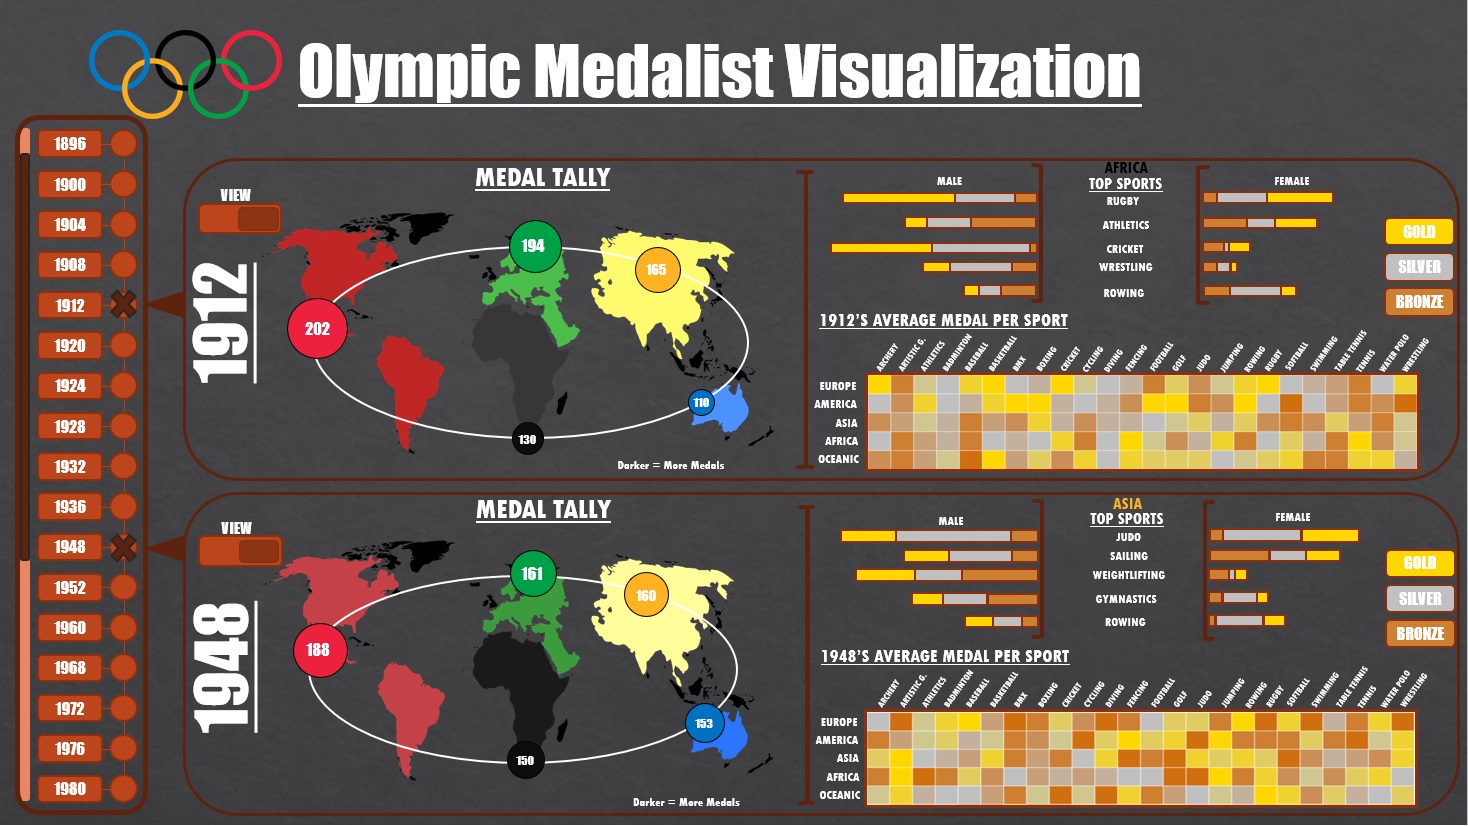 Olympic Medalist Visualization
1896
1900
1904
1908
1912
1920
1924
1928
1932
1936
1948
1952
1960
1968
1972
1976
1980
VIEW
1912
MEDAL TALLY
194
165
202
110
130
Darker = More Medals
AFRICA
TOP SPORTS
MALE
FEMALE
RUGBY
ATHLETICS
CRICKET
WRESTLING
ROWING
GOLD
SILVER
BRONZE
1912'S AVERAGE MEDAL PER SPORT
ARCHERY
ARTISTIC G.
ATHLETICS
BADMINTON
BASEBALL
BASKETBALL
BMX
BOXING
CRICKET
CYCLING
DIVING
FENCING
FOOTBALL
GOLF
JUDO
JUMPING
ROWING
RUGBY
SOFTBALL
SWIMMING
TABLE TENNIS
TENNIS
WATER POLO
WRESTLING
EUROPE
AMERICA
ASIA
AFRICA
OCEANIC
VIEW
1948
MEDAL TALLY
161
160
188
153
150
Darker = More Medals
ASIA
TOP SPORTS
MALE
FEMALE
JUDO
SAILING
WEIGHTLIFTING
GYMNASTICS
ROWING
GOLD
SILVER
BRONZE
1948'S AVERAGE MEDAL PER SPORT
ARCHERY
ARTISTIC G.
ATHLETICS
BADMINTON
BASEBALL
BASKETBALL
BMX
BOXING
CRICKET
CYCLING
DIVING
FENCING
FOOTBALL
GOLF
JUDO
JUMPING
ROWING
RUGBY
SOFTBALL
SWIMMING
TABLE TENNIS
TENNIS
WATER POLO
WRESTLING
EUROPE
AMERICA
ASIA
AFRICA
OCEANIC